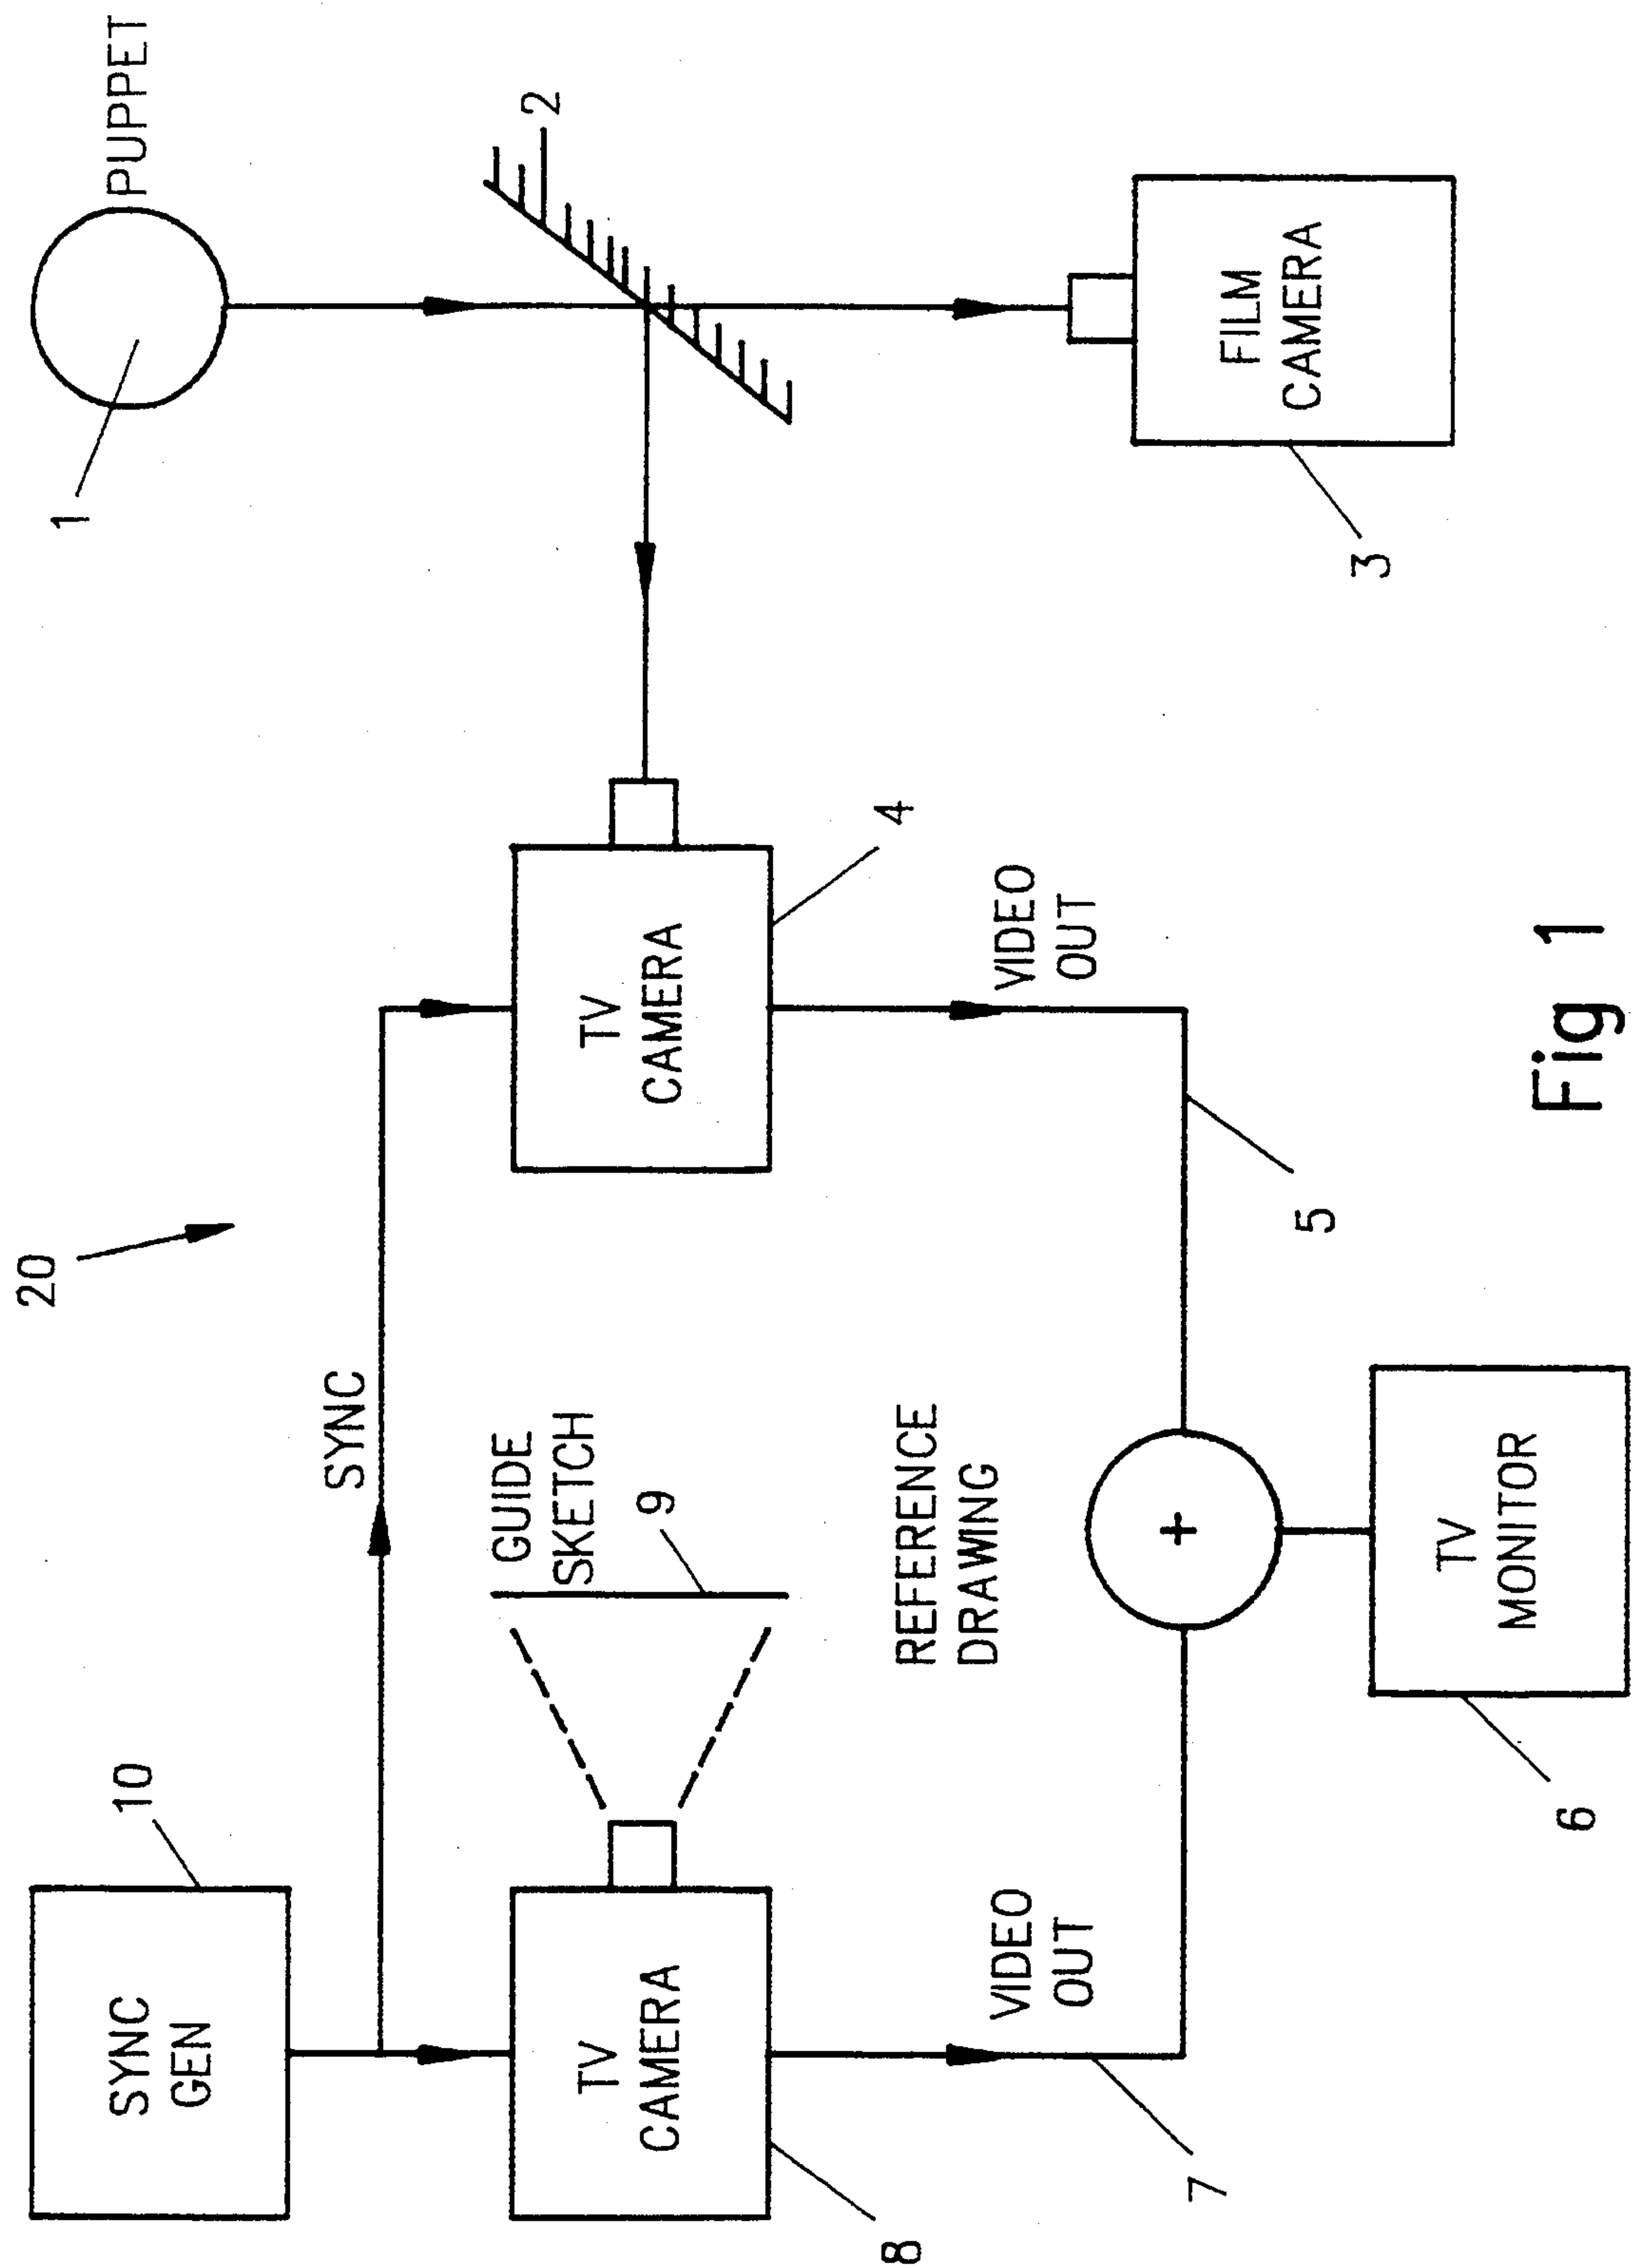 20
SYNC
GEN
10
SYNC
PUPPET
1
2
TV
CAMERA
8
GUIDE
SKETCH
9
TV
CAMERA
4
FILM
CAMERA
3
VIDEO
OUT
7
REFERENCE
DRAWING
VIDEO
OUT
5
+
TV
MONITOR
6
Fig 1